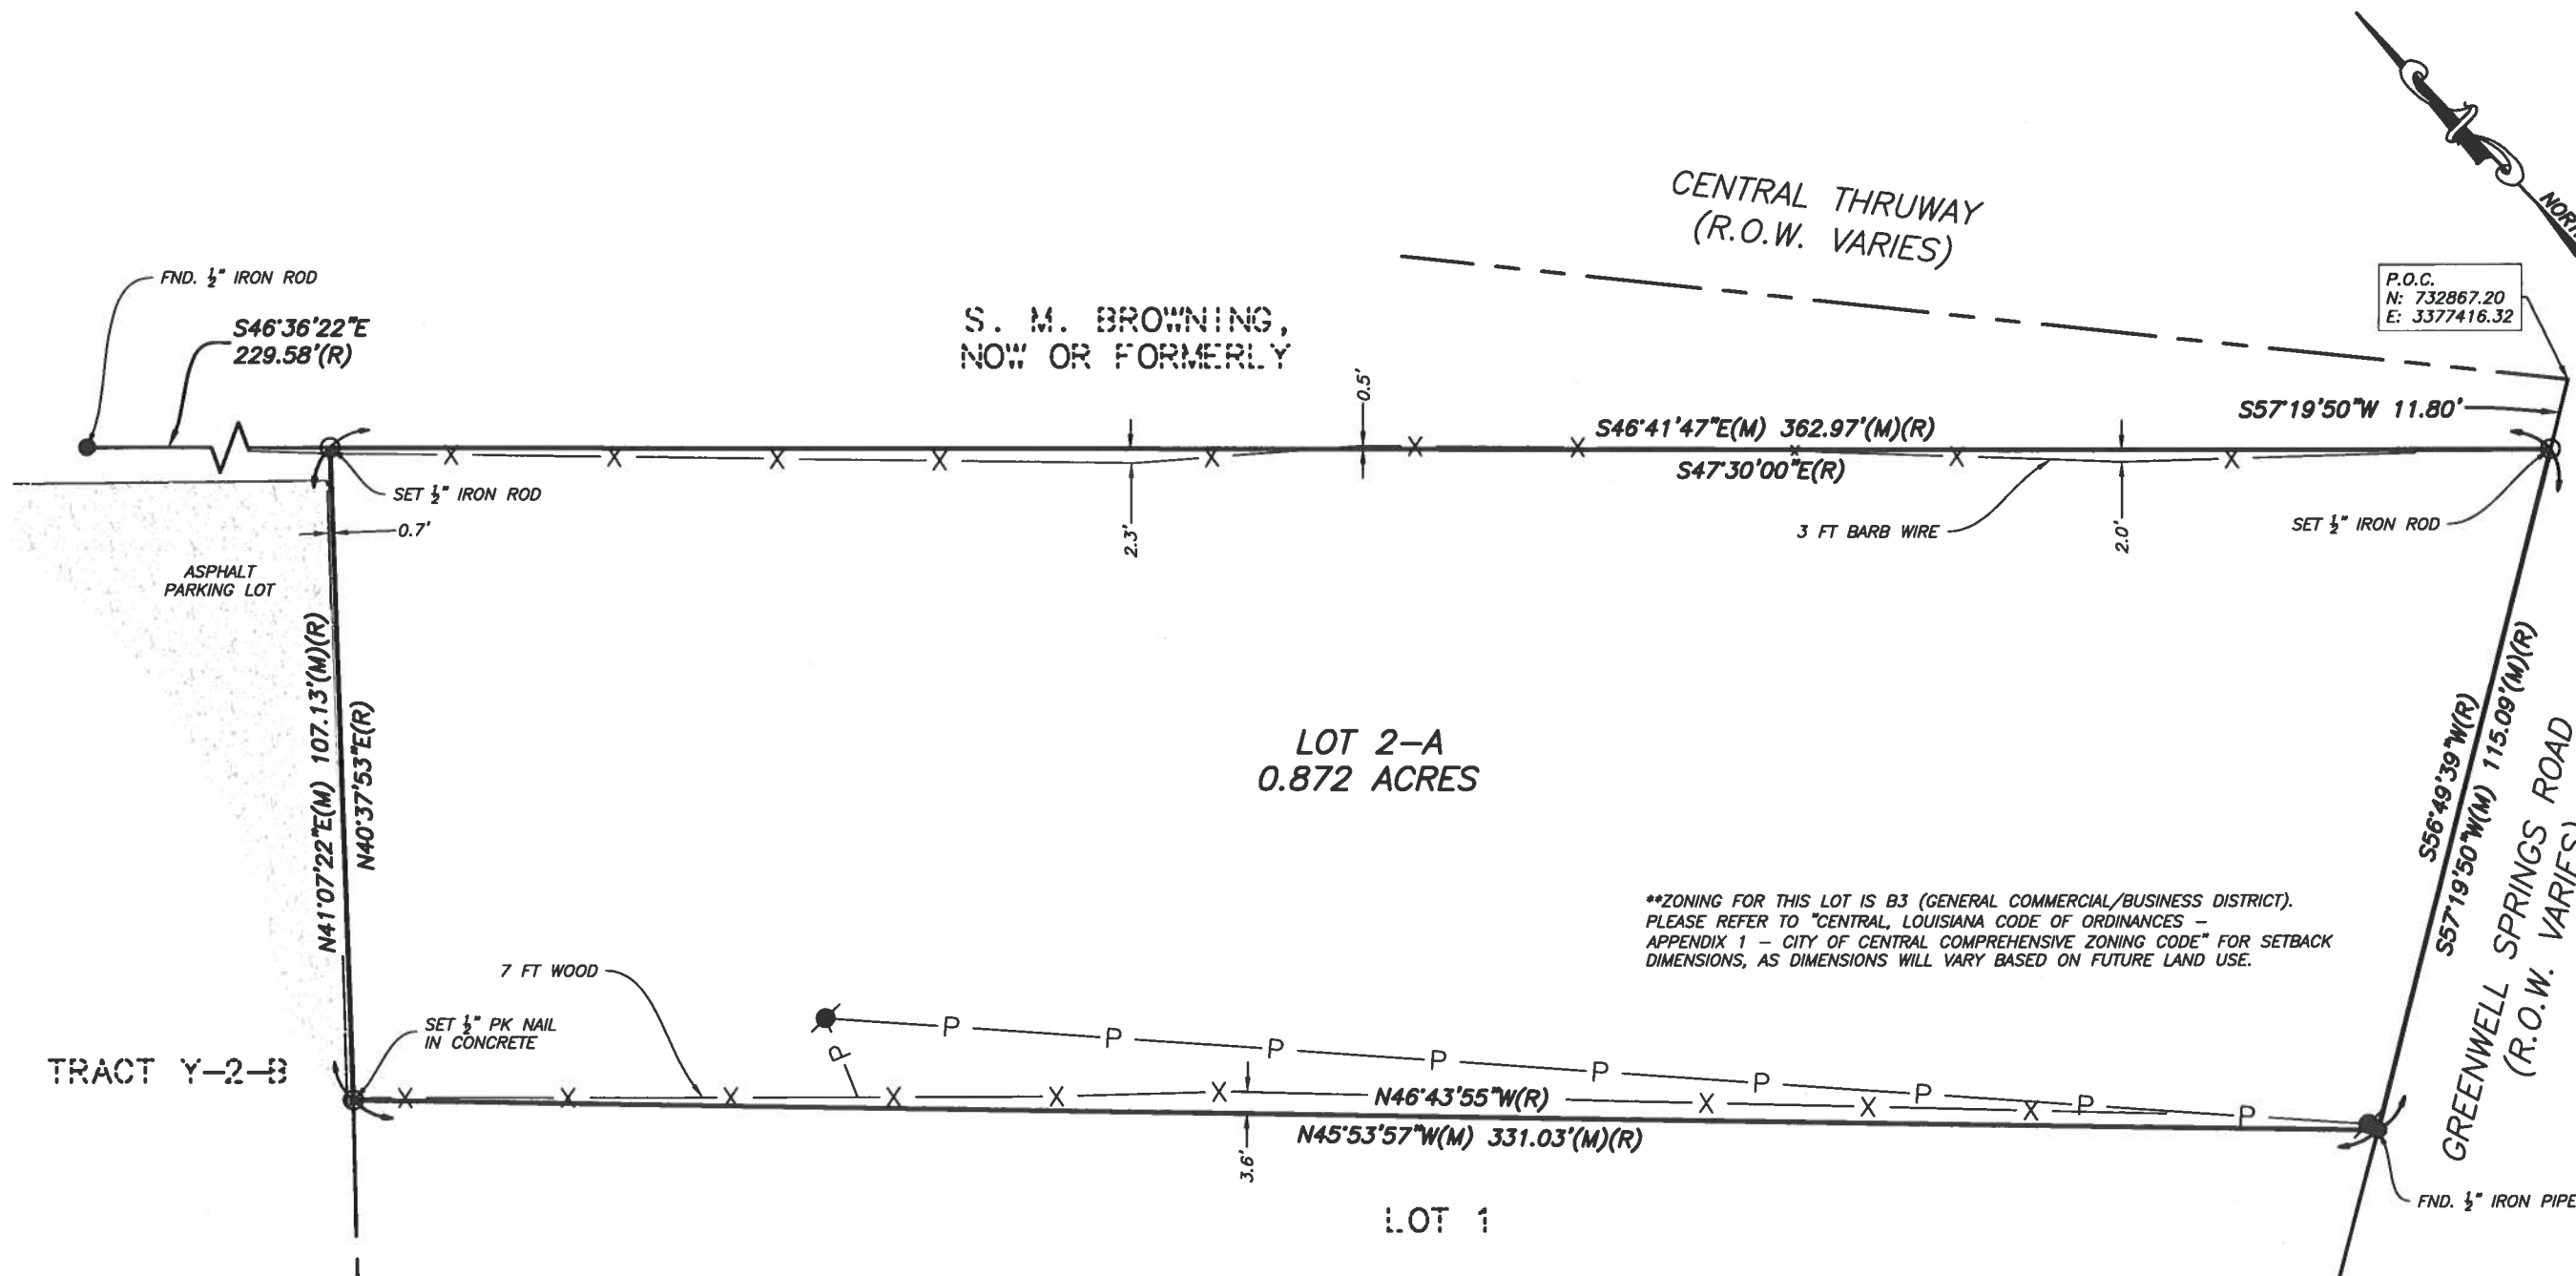 CENTRAL THRUWAY
(R.O.W. VARIES)
P.O.C.
N: 732867.20
E: 3377416.32
FND. ½" IRON ROD
S46°36'22"E
229.58'(R)
S. M. BROWNING,
NOW OR FORMERLY
0.5'
S57°19'50"W 11.80'
S46°41'47"E(M) 362.97'(M)(R)
X X X X X X X X X X
S47°30'00"E(R)
SET ½" IRON ROD
0.7'
2.3'
3 FT BARB WIRE
2.0'
SET ½" IRON ROD
ASPHALT
PARKING LOT
N41°07'22"E(M) 107.13'(M)(R)
N40°37'53"E(R)
LOT 2-A
0.872 ACRES
S56°49'39"W(R)
S57°19'50"W(M) 115.09'(M)(R)
GREENWELL SPRINGS ROAD
(R.O.W. VARIES)
**ZONING FOR THIS LOT IS B3 (GENERAL COMMERCIAL/BUSINESS DISTRICT).
PLEASE REFER TO "CENTRAL, LOUISIANA CODE OF ORDINANCES -
APPENDIX 1 - CITY OF CENTRAL COMPREHENSIVE ZONING CODE" FOR SETBACK
DIMENSIONS, AS DIMENSIONS WILL VARY BASED ON FUTURE LAND USE.
7 FT WOOD
SET ½" PK NAIL
IN CONCRETE
P P P P P P P P P P
TRACT Y-2-B
X X X X X X X X X
N46°43'55"W(R)
N45°53'57"W(M) 331.03'(M)(R)
3.6'
FND. ½" IRON PIPE
LOT 1